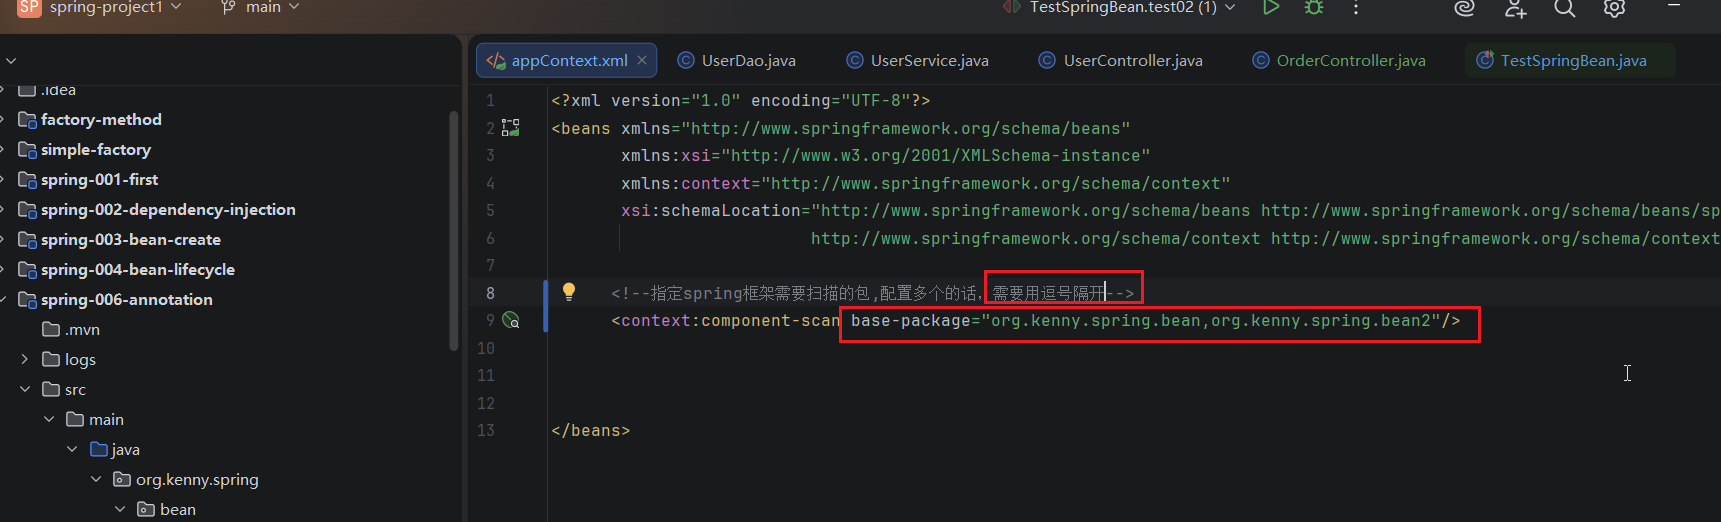 SP spring-project1 main TestSpringBean.test02 (1)
appContext.xml UserDao.java UserService.java UserController.java OrderController.java TestSpringBean.java
.idea
factory-method
simple-factory
spring-001-first
spring-002-dependency-injection
spring-003-bean-create
spring-004-bean-lifecycle
spring-006-annotation
.mvn
logs
src
main
java
org.kenny.spring
bean
1 <?xml version="1.0" encoding="UTF-8"?>
2 <beans xmlns="http://www.springframework.org/schema/beans"
3 xmlns:xsi="http://www.w3.org/2001/XMLSchema-instance"
4 xmlns:context="http://www.springframework.org/schema/context"
5 xsi:schemaLocation="http://www.springframework.org/schema/beans http://www.springframework.org/schema/beans/sp
6 http://www.springframework.org/schema/context http://www.springframework.org/schema/context
7
8 <!--指定spring框架需要扫描的包,配置多个的话，需要用逗号隔开-->
9 <context:component-scan base-package="org.kenny.spring.bean,org.kenny.spring.bean2"/>
10
11
12
13 </beans>